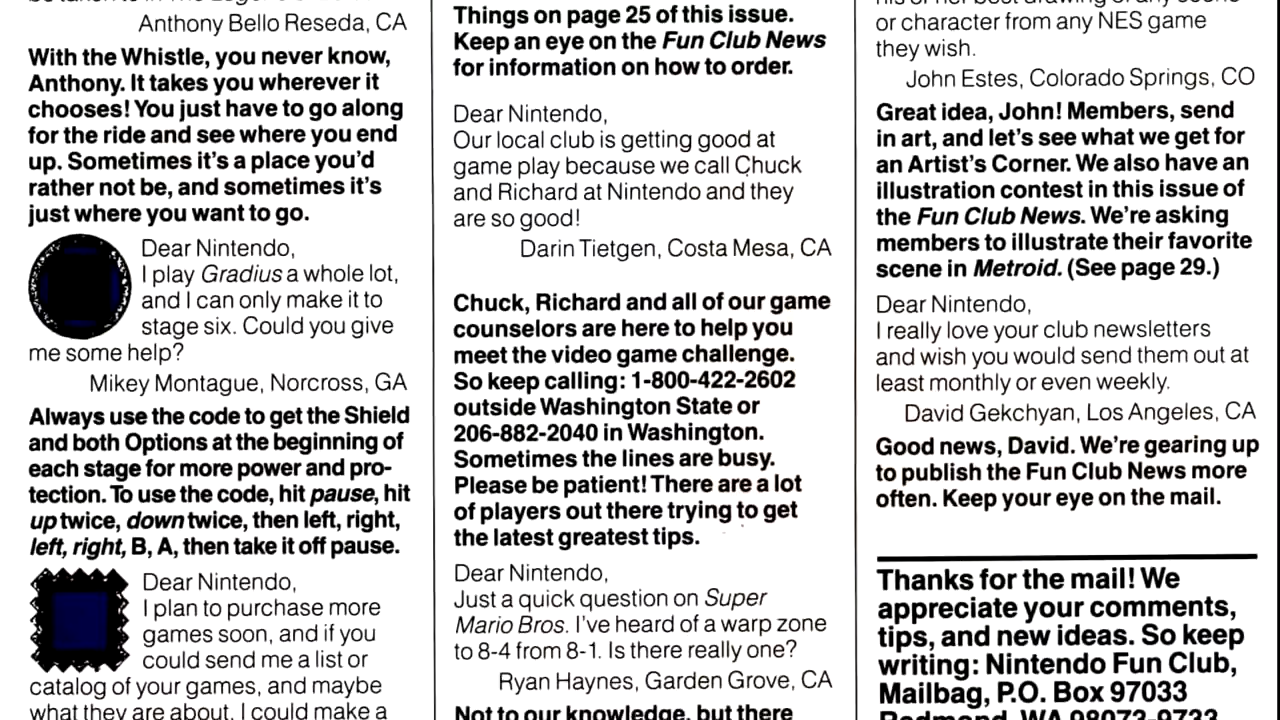 Anthony Bello Reseda, CA
With the Whistle, you never know,
Anthony. It takes you wherever it
chooses! You just have to go along
for the ride and see where you end
up. Sometimes it's a place you'd
rather not be, and sometimes it's
just where you want to go.
Dear Nintendo,
I play Gradius a whole lot,
and I can only make it to
stage six. Could you give
me some help?
Mikey Montague, Norcross, GA
Always use the code to get the Shield
and both Options at the beginning of
each stage for more power and pro-
tection. To use the code, hit pause, hit
up twice, down twice, then left, right,
left, right, B, A, then take it off pause.
Dear Nintendo,
I plan to purchase more
games soon, and if you
could send me a list or
catalog of your games, and maybe
what they are about, I could make a
Things on page 25 of this issue.
Keep an eye on the Fun Club News
for information on how to order.
Dear Nintendo,
Our local club is getting good at
game play because we call Chuck
and Richard at Nintendo and they
are so good!
Darin Tietgen, Costa Mesa, CA
Chuck, Richard and all of our game
counselors are here to help you
meet the video game challenge.
So keep calling: 1-800-422-2602
outside Washington State or
206-882-2040 in Washington.
Sometimes the lines are busy.
Please be patient! There are a lot
of players out there trying to get
the latest greatest tips.
Dear Nintendo,
Just a quick question on Super
Mario Bros. I've heard of a warp zone
to 8-4 from 8-1. Is there really one?
Ryan Haynes, Garden Grove, CA
Not to our knowledge, but there
or character from any NES game
they wish.
John Estes, Colorado Springs, CO
Great idea, John! Members, send
in art, and let's see what we get for
an Artist's Corner. We also have an
illustration contest in this issue of
the Fun Club News. We're asking
members to illustrate their favorite
scene in Metroid. (See page 29.)
Dear Nintendo,
I really love your club newsletters
and wish you would send them out at
least monthly or even weekly.
David Gekchyan, Los Angeles, CA
Good news, David. We're gearing up
to publish the Fun Club News more
often. Keep your eye on the mail.
Thanks for the mail! We
appreciate your comments,
tips, and new ideas. So keep
writing: Nintendo Fun Club,
Mailbag, P.O. Box 97033
Redmond, WA 98073-9733